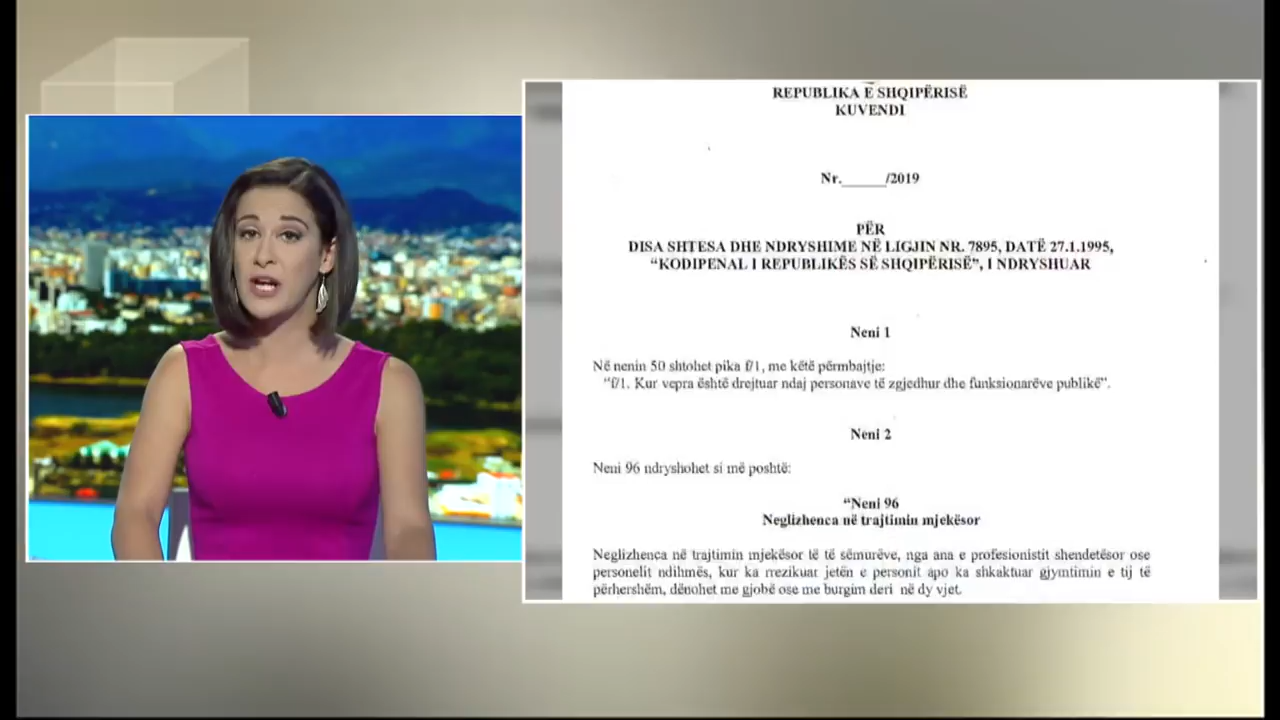 REPUBLIKA E SHQIPËRISË
KUVENDI
Nr.______/2019
PËR
DISA SHTESA DHE NDRYSHIME NË LIGJIN NR. 7895, DATË 27.1.1995,
“KODIPENAL I REPUBLIKËS SË SHQIPËRISË”, I NDRYSHUAR
Neni 1
Në nenin 50 shtohet pika f/1, me këtë përmbajtje:
“f/1. Kur vepra është drejtuar ndaj personave të zgjedhur dhe funksionarëve publikë”.
Neni 2
Neni 96 ndryshohet si më poshtë:
“Neni 96
Neglizhenca në trajtimin mjekësor
Neglizhenca në trajtimin mjekësor të të sëmurëve, nga ana e profesionistit shendetësor ose
personelit ndihmës, kur ka rrezikuar jetën e personit apo ka shkaktuar gjymtimin e tij të
përhershëm, dënohet me gjobë ose me burgim deri në dy vjet.